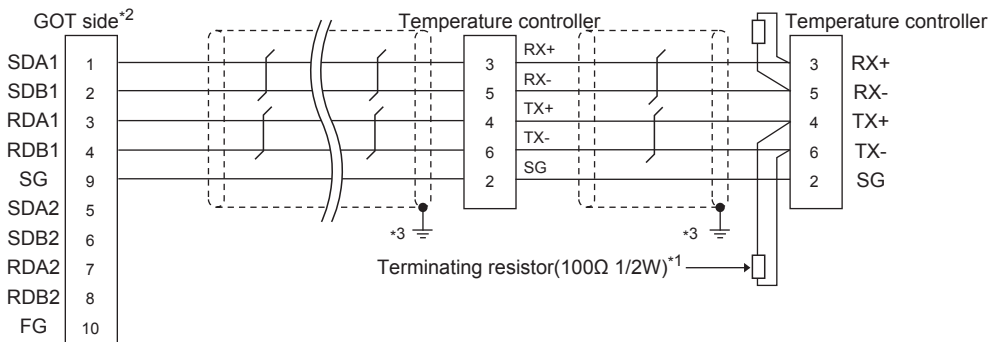 GOT side*2 Temperature controller Temperature controller
SDA1 1 3 RX+ 3 RX+
SDB1 2 5 RX- 5 RX-
RDA1 3 4 TX+ 4 TX+
RDB1 4 6 TX- 6 TX-
SG 9 2 SG 2 SG
SDA2 5
SDB2 6 *3 *3
RDA2 7 Terminating resistor(100Ω 1/2W)*1
RDB2 8
FG 10